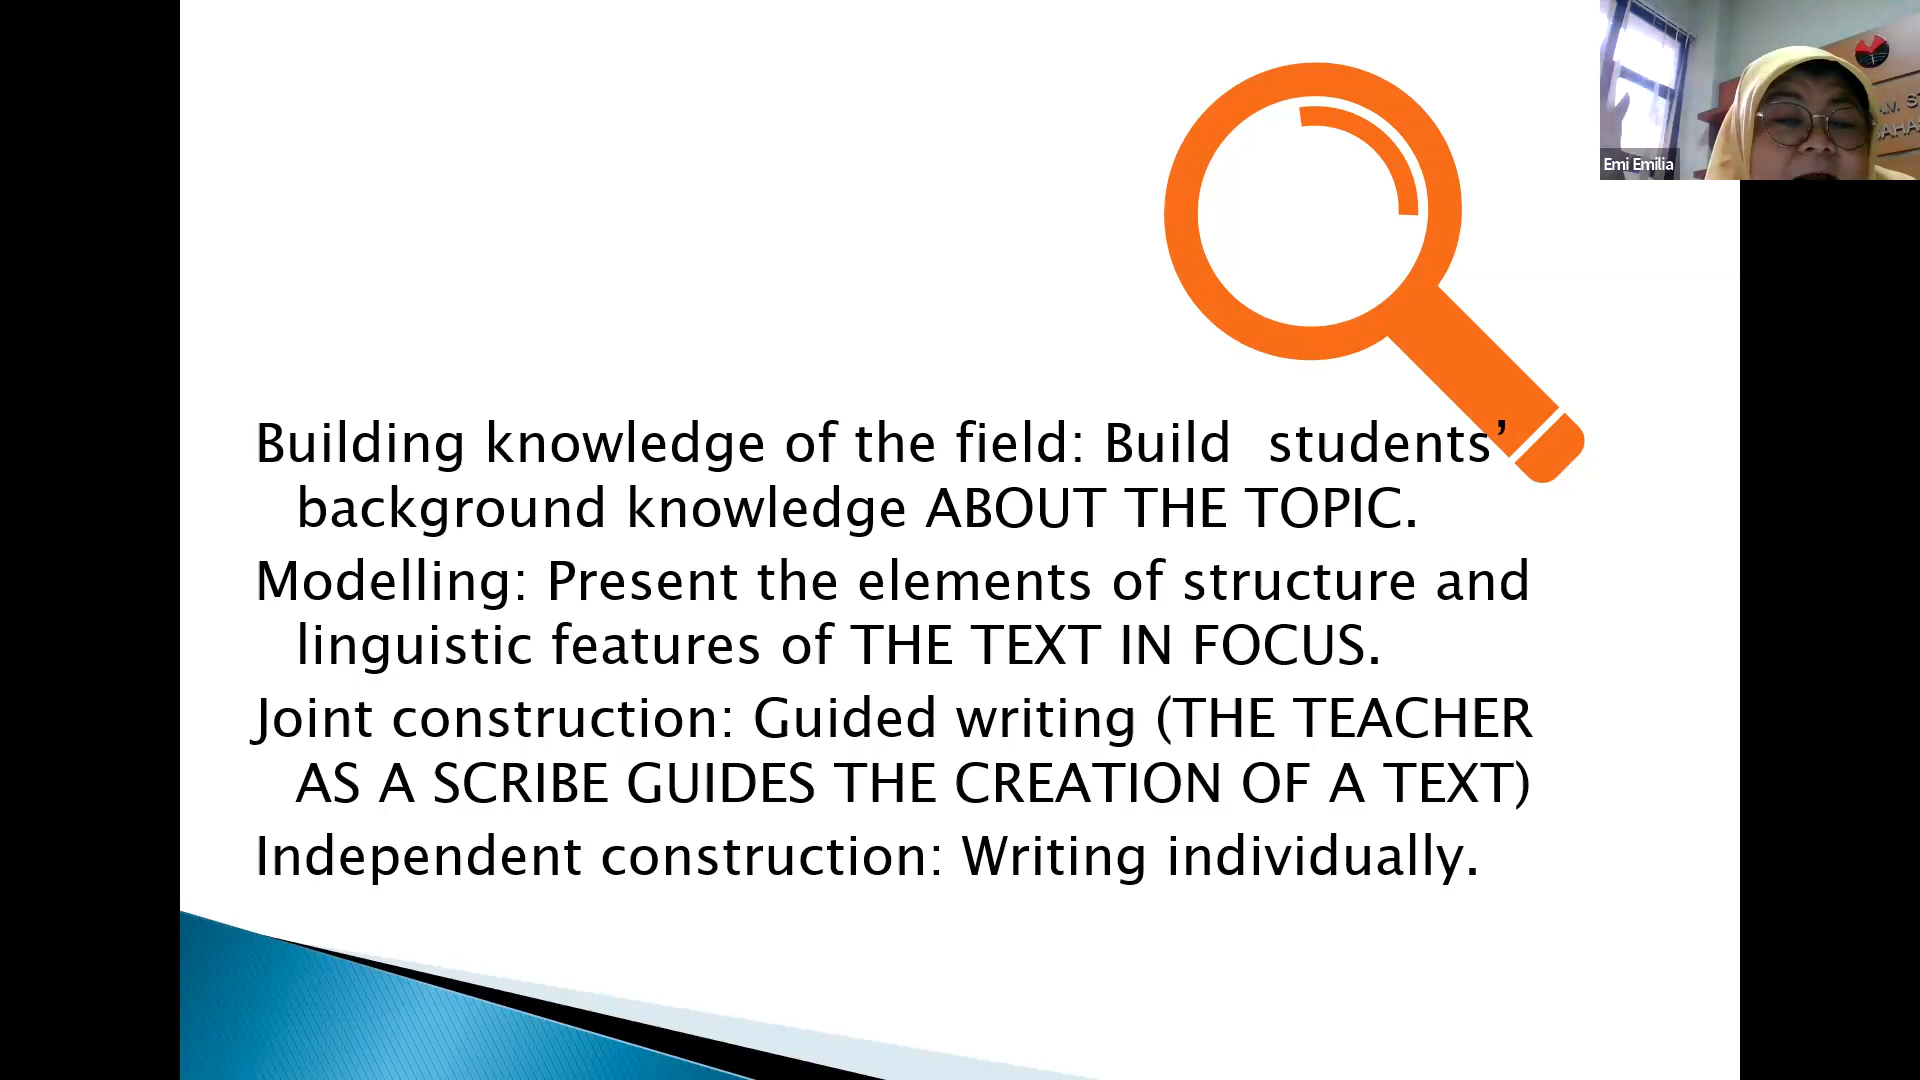 Emi Emilia
Building knowledge of the field: Build  students’
background knowledge ABOUT THE TOPIC.
Modelling: Present the elements of structure and
linguistic features of THE TEXT IN FOCUS.
Joint construction: Guided writing (THE TEACHER
AS A SCRIBE GUIDES THE CREATION OF A TEXT)
Independent construction: Writing individually.